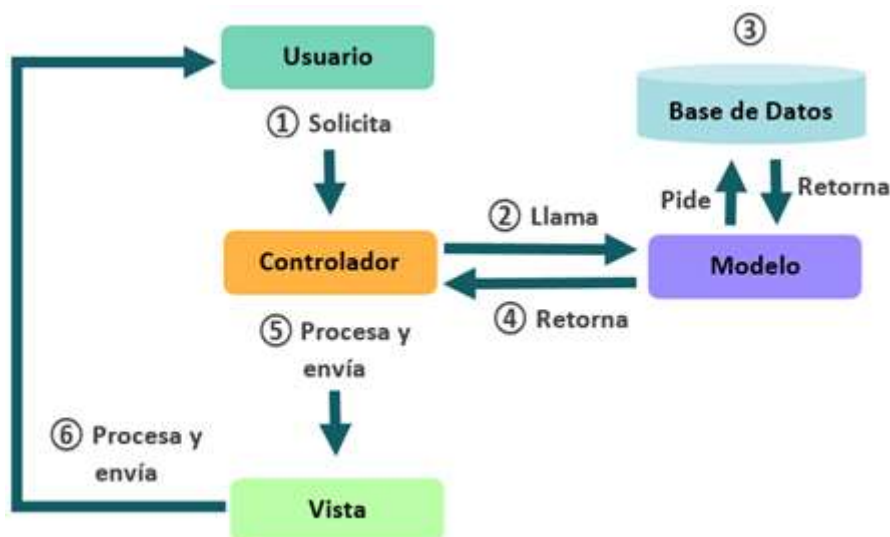 ③
Usuario
Base de Datos
① Solicita
Pide
Retorna
② Llama
Controlador
Modelo
④ Retorna
⑤ Procesa y
envía
⑥ Procesa y
envía
Vista